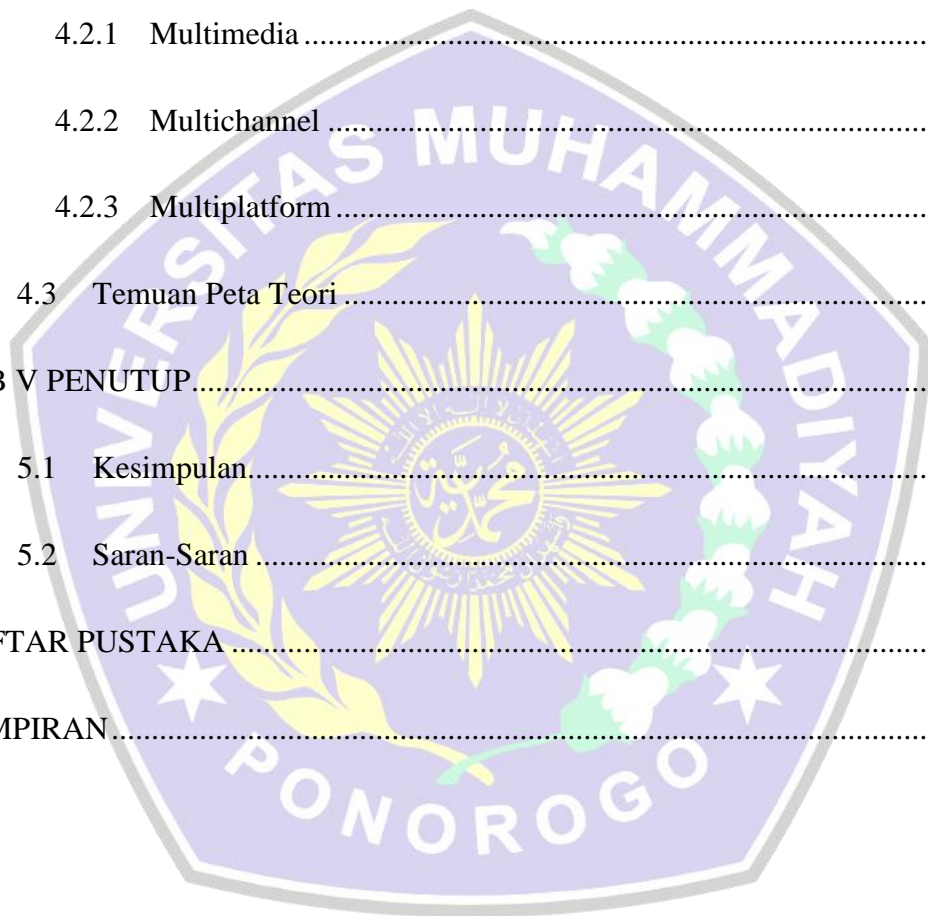 4.2.1 Multimedia ..........................................................................
4.2.2 Multichannel .......................................................................
4.2.3 Multiplatform ......................................................................
4.3 Temuan Peta Teori ....................................................................
B V PENUTUP............................................................................................
5.1 Kesimpulan.................................................................................
5.2 Saran-Saran ................................................................................
FTAR PUSTAKA .......................................................................................
MPIRAN.....................................................................................................
UNIVERSITAS MUHAMMADIYAH
PONOROGO